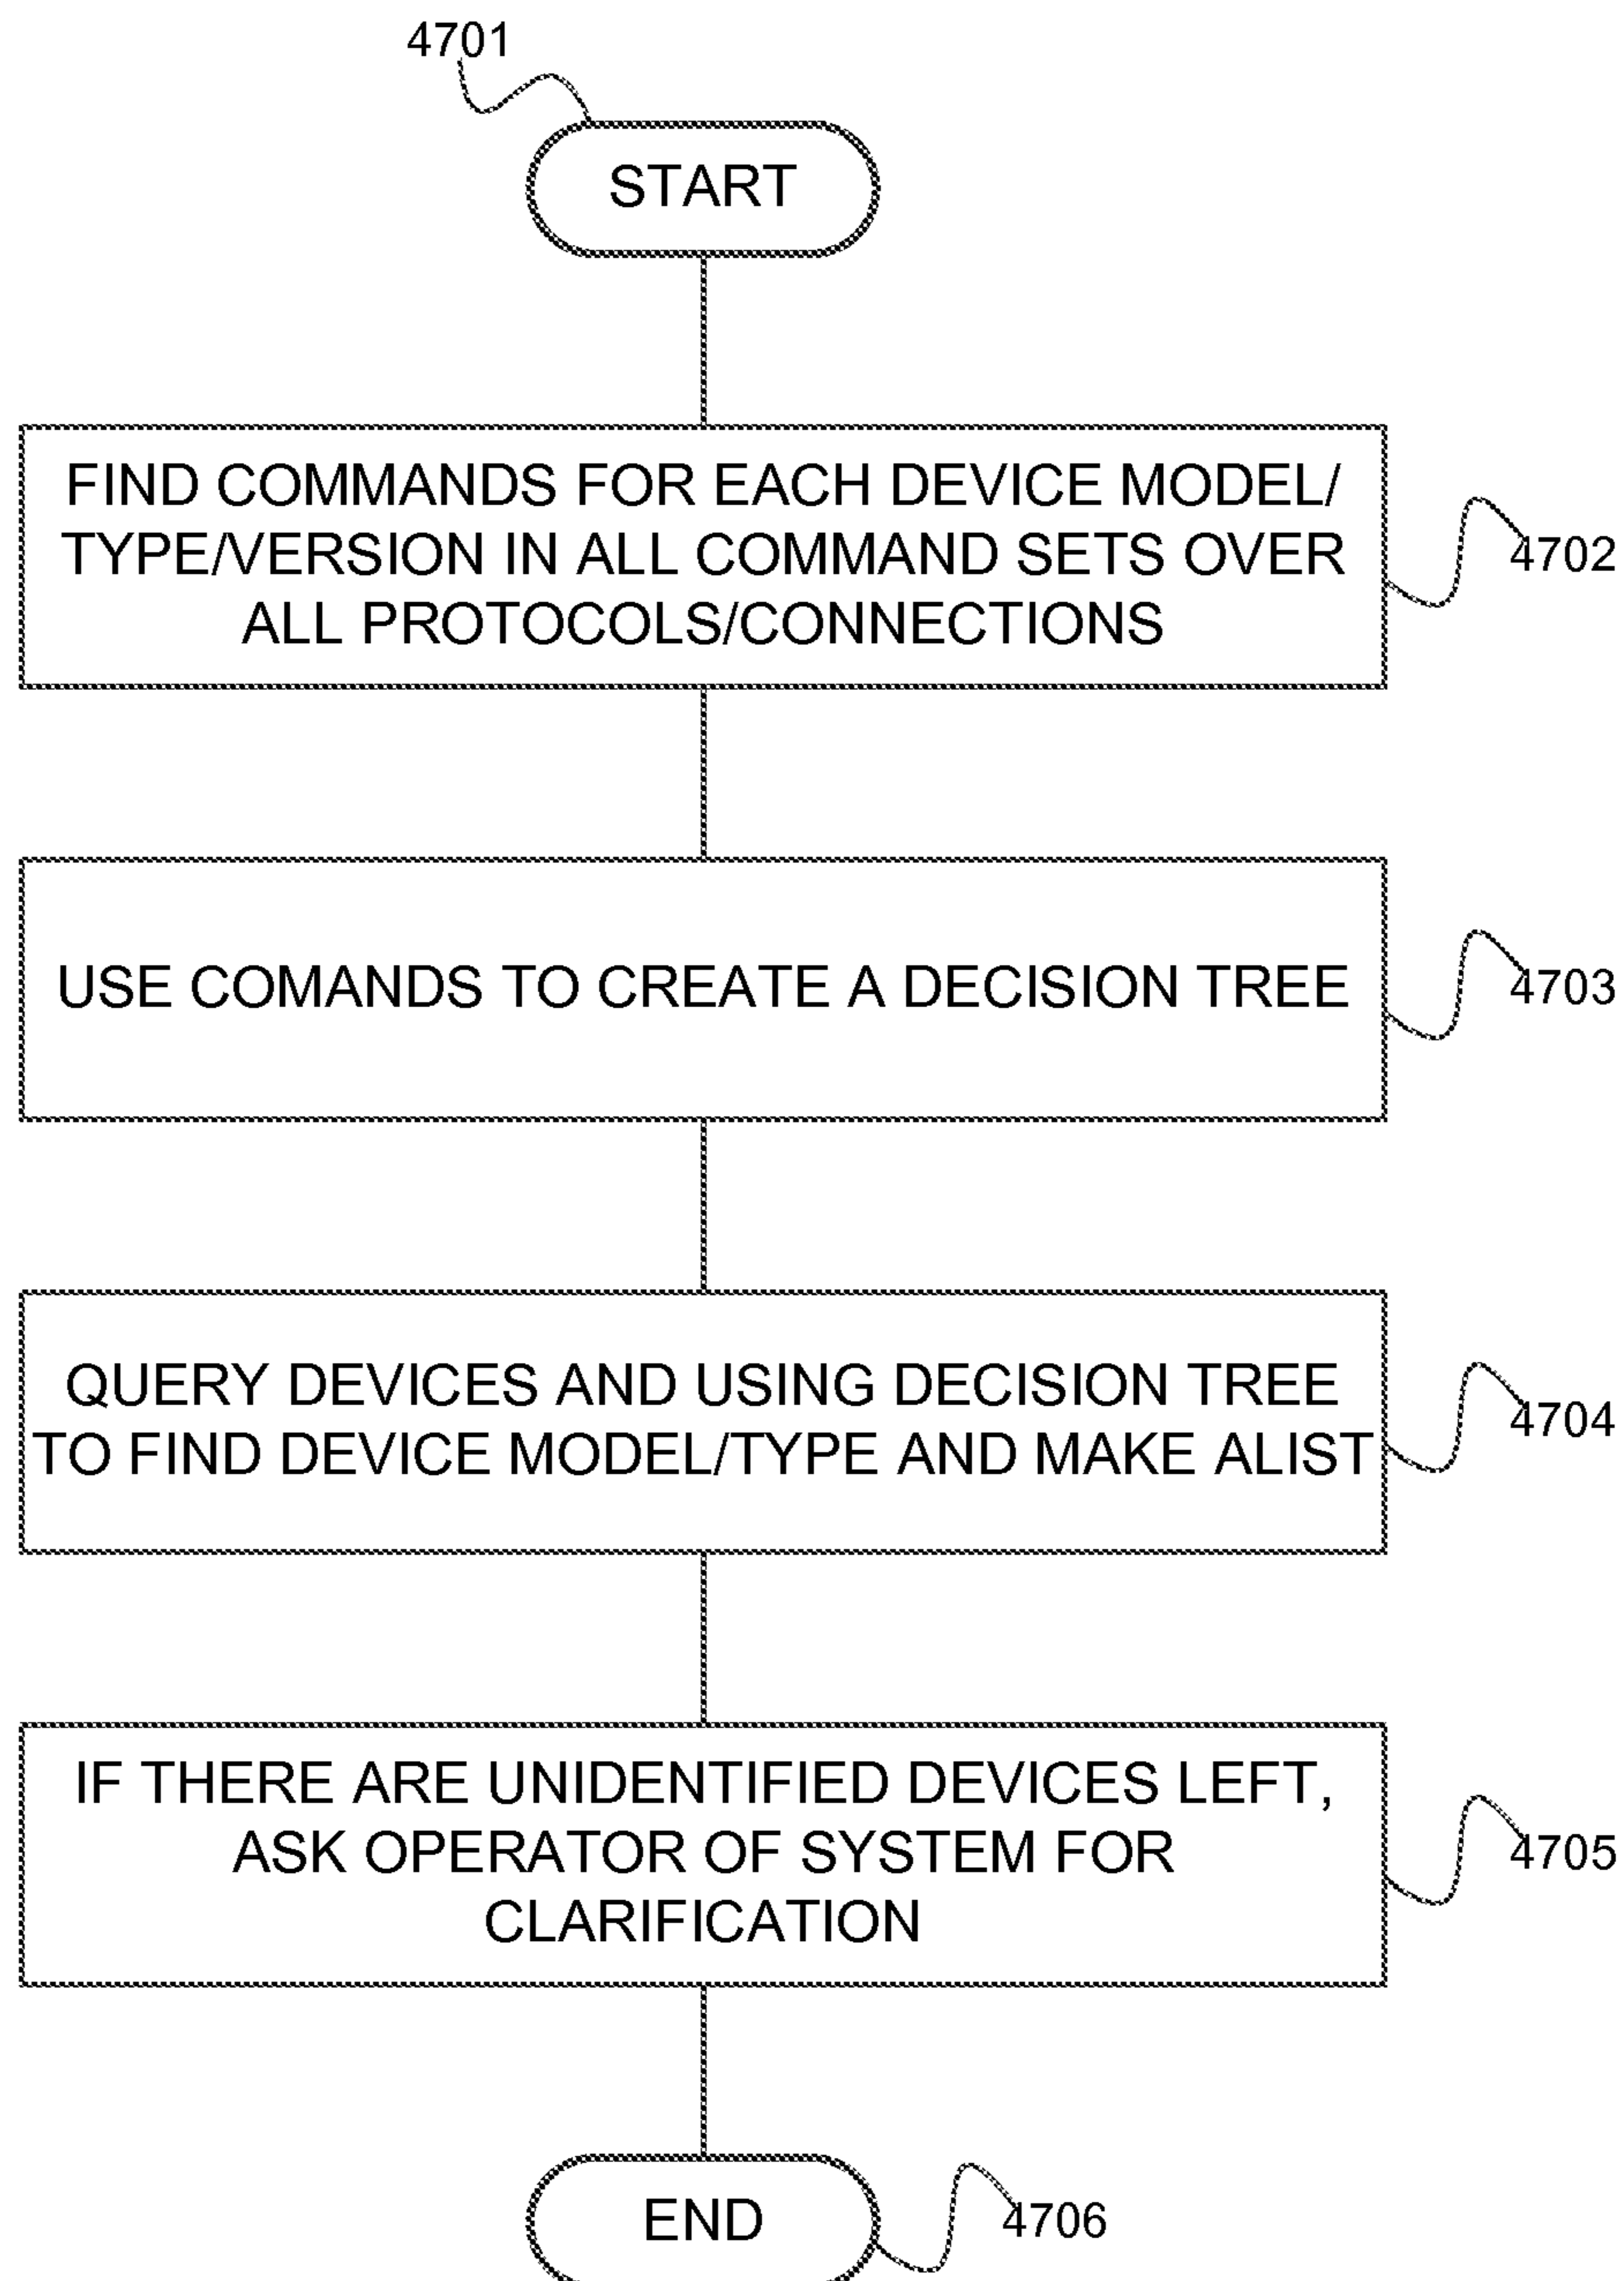 4701
START
FIND COMMANDS FOR EACH DEVICE MODEL/
TYPE/VERSION IN ALL COMMAND SETS OVER
ALL PROTOCOLS/CONNECTIONS
4702
USE COMANDS TO CREATE A DECISION TREE
4703
QUERY DEVICES AND USING DECISION TREE
TO FIND DEVICE MODEL/TYPE AND MAKE ALIST
4704
IF THERE ARE UNIDENTIFIED DEVICES LEFT,
ASK OPERATOR OF SYSTEM FOR
CLARIFICATION
4705
END
4706